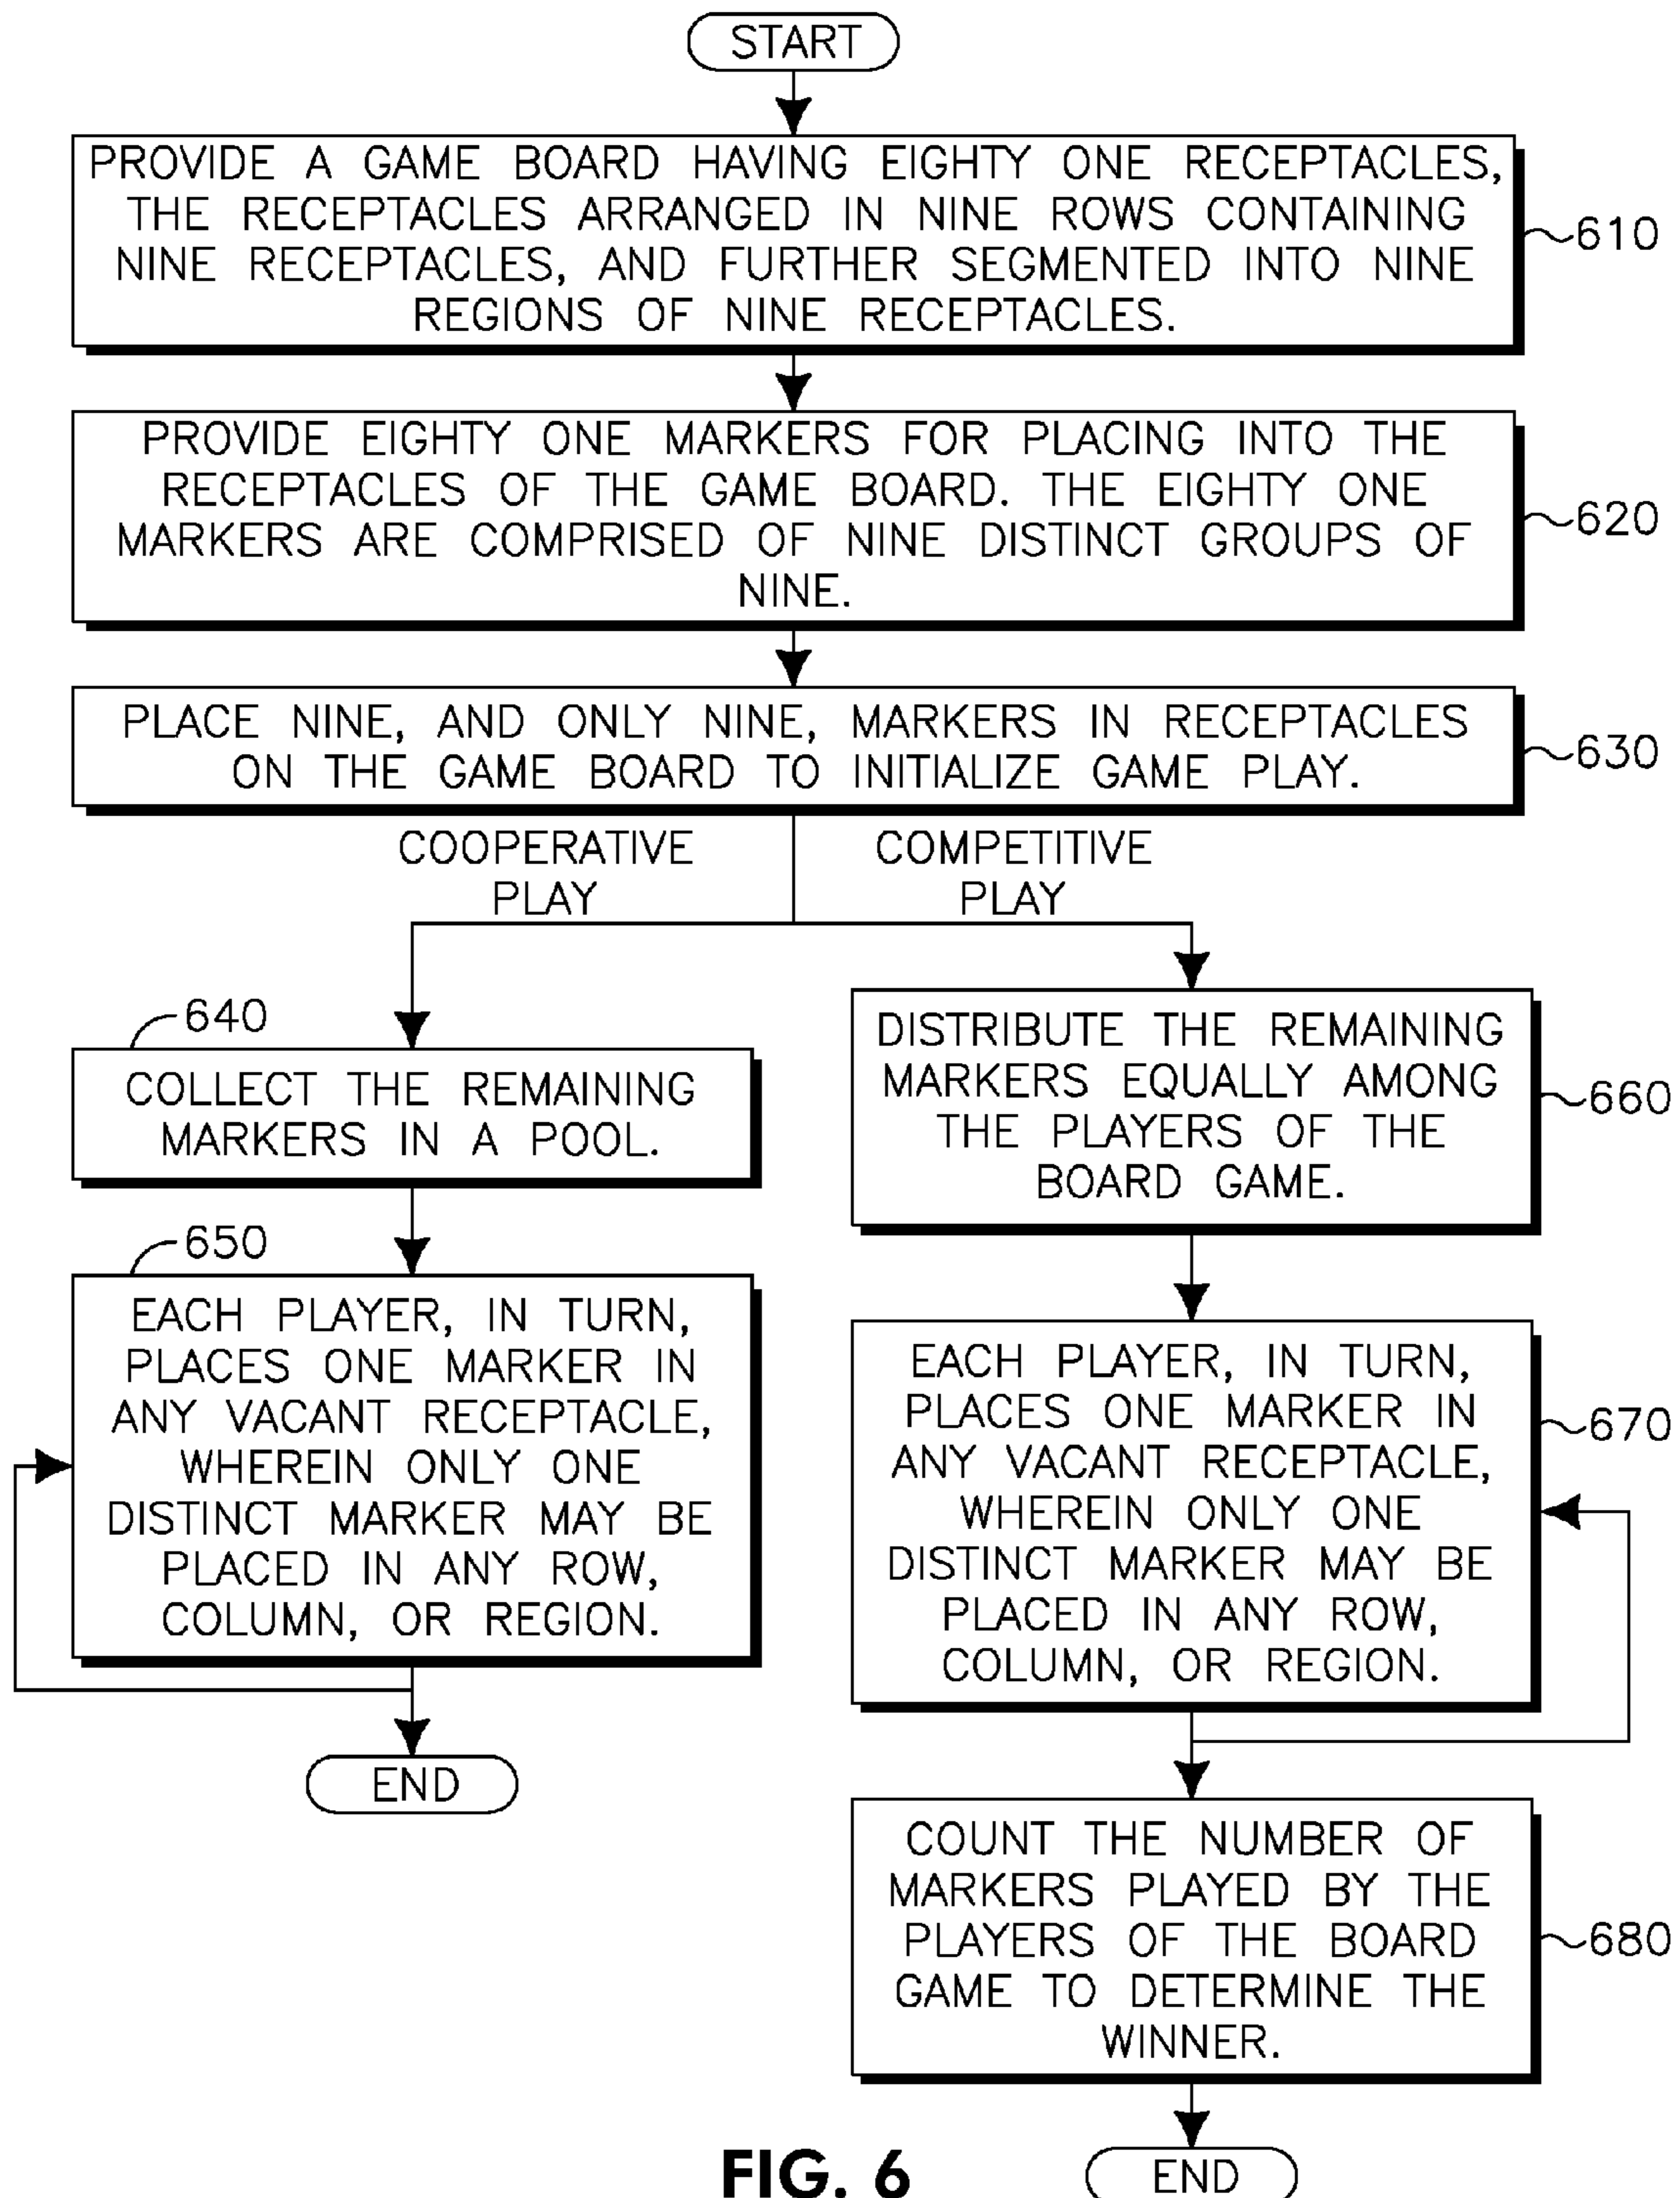 START
PROVIDE A GAME BOARD HAVING EIGHTY ONE RECEPTACLES,
THE RECEPTACLES ARRANGED IN NINE ROWS CONTAINING
NINE RECEPTACLES, AND FURTHER SEGMENTED INTO NINE
REGIONS OF NINE RECEPTACLES.
610
PROVIDE EIGHTY ONE MARKERS FOR PLACING INTO THE
RECEPTACLES OF THE GAME BOARD. THE EIGHTY ONE
MARKERS ARE COMPRISED OF NINE DISTINCT GROUPS OF
NINE.
620
PLACE NINE, AND ONLY NINE, MARKERS IN RECEPTACLES
ON THE GAME BOARD TO INITIALIZE GAME PLAY.
630
COOPERATIVE
PLAY
COMPETITIVE
PLAY
640
COLLECT THE REMAINING
MARKERS IN A POOL.
650
EACH PLAYER, IN TURN,
PLACES ONE MARKER IN
ANY VACANT RECEPTACLE,
WHEREIN ONLY ONE
DISTINCT MARKER MAY BE
PLACED IN ANY ROW,
COLUMN, OR REGION.
END
DISTRIBUTE THE REMAINING
MARKERS EQUALLY AMONG
THE PLAYERS OF THE
BOARD GAME.
660
EACH PLAYER, IN TURN,
PLACES ONE MARKER IN
ANY VACANT RECEPTACLE,
WHEREIN ONLY ONE
DISTINCT MARKER MAY BE
PLACED IN ANY ROW,
COLUMN, OR REGION.
670
COUNT THE NUMBER OF
MARKERS PLAYED BY THE
PLAYERS OF THE BOARD
GAME TO DETERMINE THE
WINNER.
680
END
FIG. 6